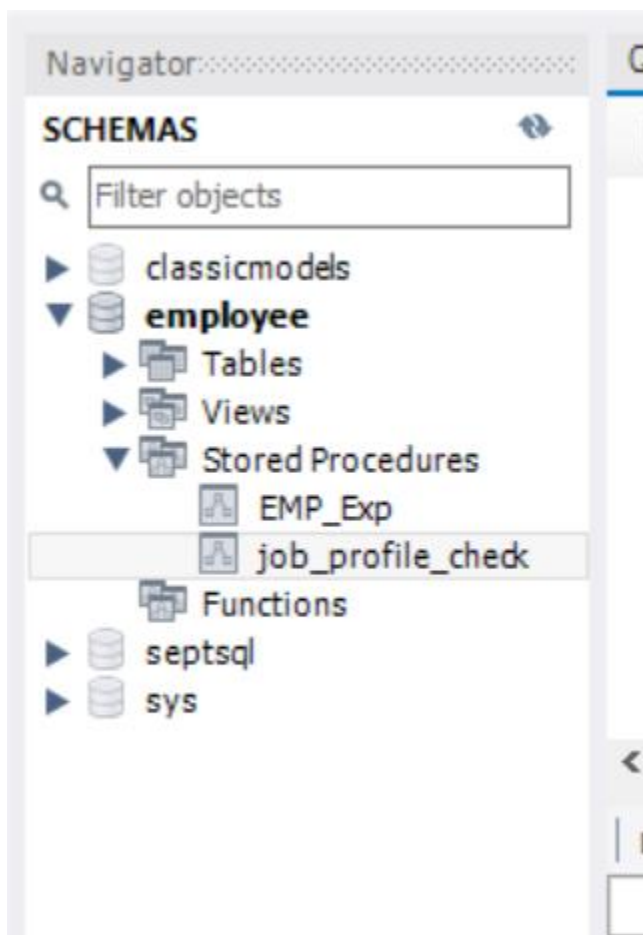 Navigator
SCHEMAS
Filter objects
classicmodels
employee
Tables
Views
Stored Procedures
EMP_Exp
job_profile_check
Functions
septsql
sys